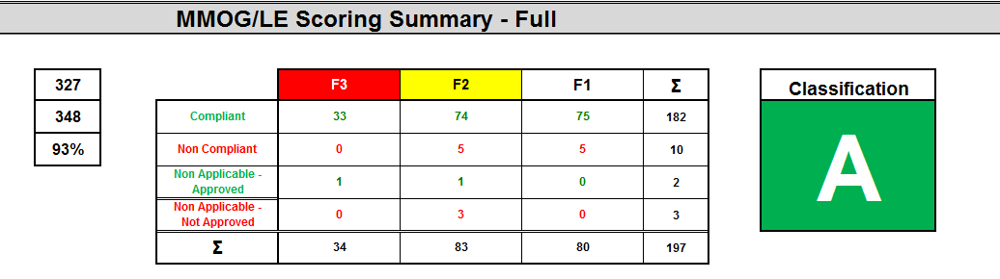 MMOG/LE Scoring Summary - Full
327
348
93%
F3 F2 F1 Σ
Compliant 33 74 75 182
Non Compliant 0 5 5 10
Non Applicable -
Approved 1 1 0 2
Non Applicable -
Not Approved 0 3 0 3
Σ 34 83 80 197
Classification
A